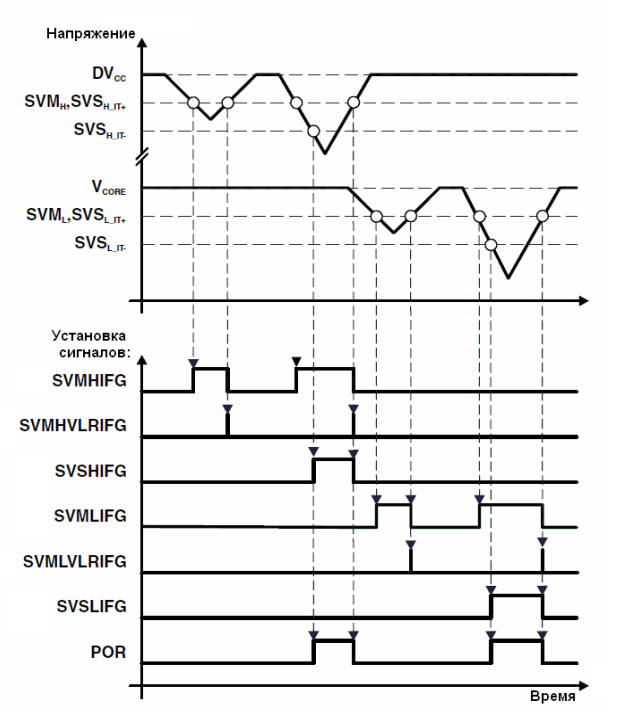 Напряжение
DVCC
SVMH,SVSH_IT+
SVSH_IT-
VCORE
SVML,SVSL_IT+
SVSL_IT-
Установка
сигналов:
SVMHIFG
SVMHVLRIFG
SVSHIFG
SVMLIFG
SVMLVLRIFG
SVSLIFG
POR
Время